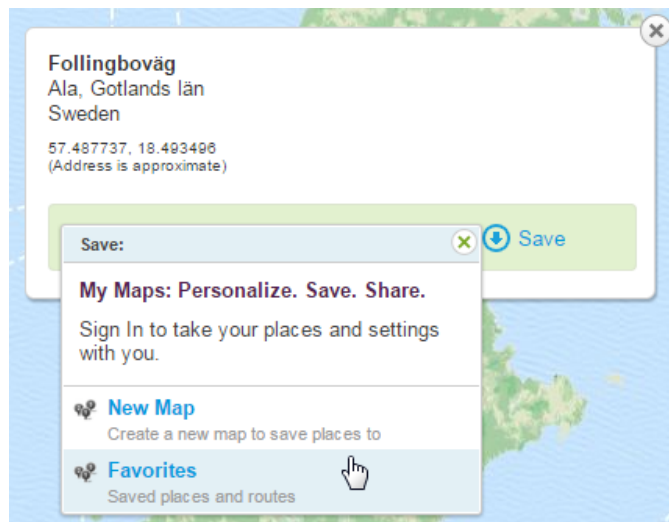 Follingboväg
Ala, Gotlands län
Sweden
57.487737, 18.493496
(Address is approximate)
Save
Save:
My Maps: Personalize. Save. Share.
Sign In to take your places and settings
with you.
New Map
Create a new map to save places to
Favorites
Saved places and routes